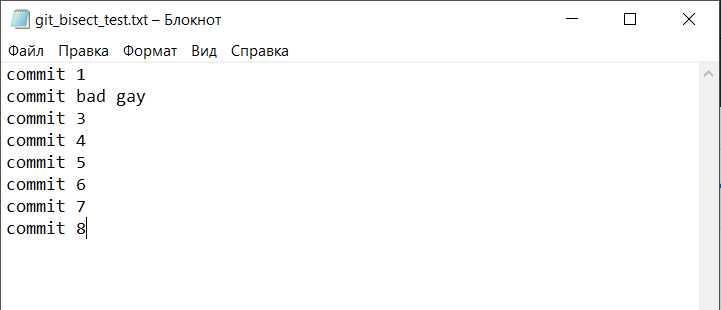 git_bisect_test.txt – Блокнот
Файл Правка Формат Вид Справка
commit 1
commit bad gay
commit 3
commit 4
commit 5
commit 6
commit 7
commit 8